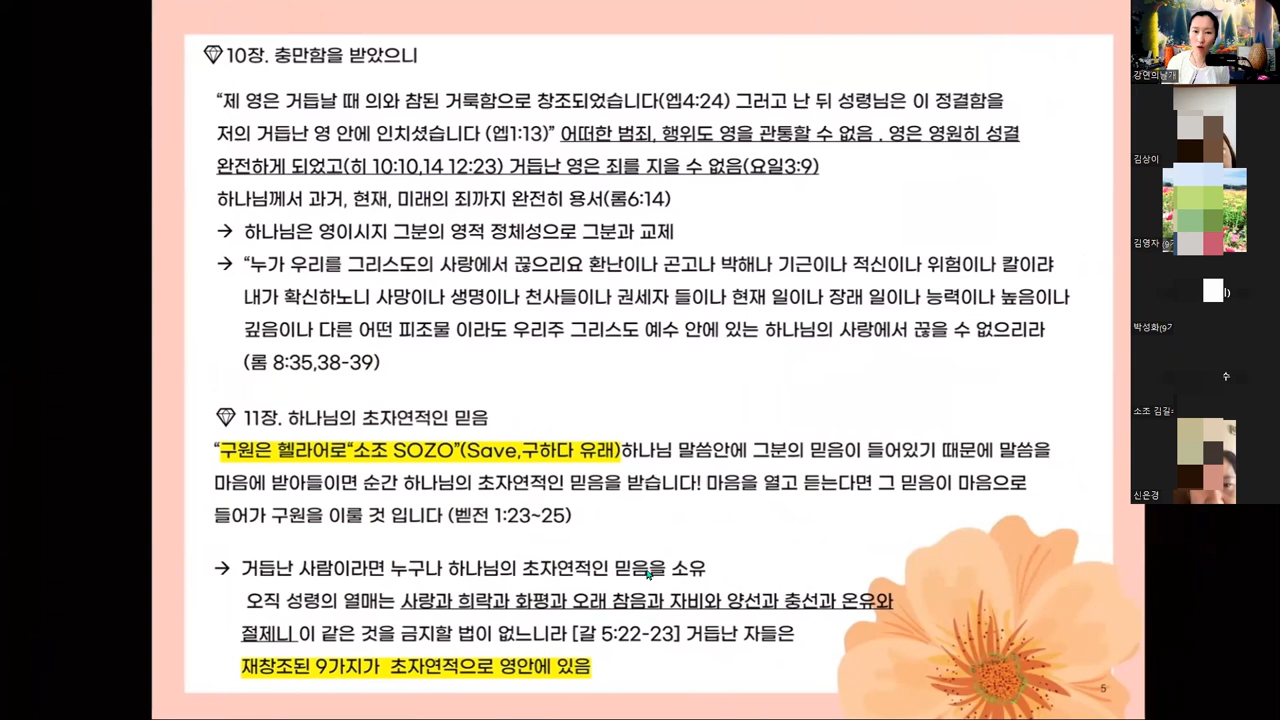 10장. 충만함을 받았으니
“제 영은 거듭날 때 의와 참된 거룩함으로 창조되었습니다(엡4:24) 그러고 난 뒤 성령님은 이 정결함을
저의 거듭난 영 안에 인치셨습니다 (엡1:13)” 어떠한 범죄, 행위도 영을 관통할 수 없음 . 영은 영원히 성결
완전하게 되었고(히 10:10,14 12:23) 거듭난 영은 죄를 지을 수 없음(요일3:9)
하나님께서 과거, 현재, 미래의 죄까지 완전히 용서(롬6:14)
→ 하나님은 영이시지 그분의 영적 정체성으로 그분과 교제
→ “누가 우리를 그리스도의 사랑에서 끊으리요 환난이나 곤고나 박해나 기근이나 적신이나 위험이나 칼이랴
내가 확신하노니 사망이나 생명이나 천사들이나 권세자 들이나 현재 일이나 장래 일이나 능력이나 높음이나
깊음이나 다른 어떤 피조물 이라도 우리주 그리스도 예수 안에 있는 하나님의 사랑에서 끊을 수 없으리라
(롬 8:35,38-39)
11장. 하나님의 초자연적인 믿음
“구원은 헬라어로“소조 SOZO”(Save,구하다 유래)하나님 말씀안에 그분의 믿음이 들어있기 때문에 말씀을
마음에 받아들이면 순간 하나님의 초자연적인 믿음을 받습니다! 마음을 열고 듣는다면 그 믿음이 마음으로
들어가 구원을 이룰 것 입니다 (벧전 1:23~25)
→ 거듭난 사람이라면 누구나 하나님의 초자연적인 믿음을 소유
오직 성령의 열매는 사랑과 희락과 화평과 오래 참음과 자비와 양선과 충선과 온유와
절제니 이 같은 것을 금지할 법이 없느니라 [갈 5:22-23] 거듭난 자들은
재창조된 9가지가 초자연적으로 영안에 있음
5
강연의날개
김상이
김영자 (9
박성화(9기
수
소조 김길
신은경